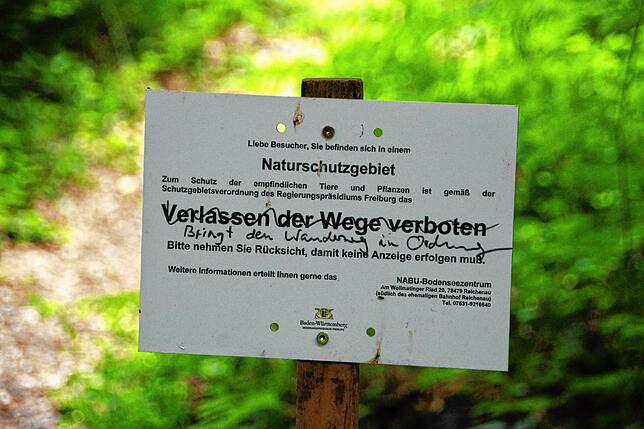 Liebe Besucher, Sie befinden sich in einem
Naturschutzgebiet
Zum Schutz der empfindlichen Tiere und Pflanzen ist gemäß der
Schutzgebietsverordnung des Regierungspräsidiums Freiburg das
Verlassen der Wege verboten
Bringt den Wanderweg in Ordnung
Bitte nehmen Sie Rücksicht, damit keine Anzeige erfolgen muß.
Weitere Informationen erteilt Ihnen gerne das
NABU-Bodenseezentrum
Am Wollmatinger Ried 20, 78479 Reichenau
(südlich des ehemaligen Bahnhof Reichenau)
Tel. 07531-9216640
Baden-Württemberg
REGIERUNGSPRÄSIDIUM FREIBURG